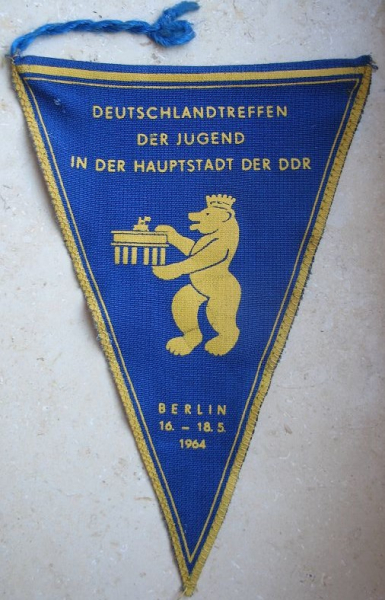 DEUTSCHLANDTREFFEN
DER JUGEND
IN DER HAUPTSTADT DER DDR
BERLIN
16. – 18.5.
1964